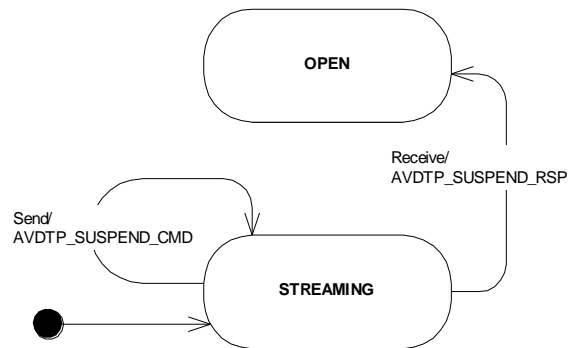 OPEN
Receive/
AVDTP_SUSPEND_RSP
Send/
AVDTP_SUSPEND_CMD
STREAMING